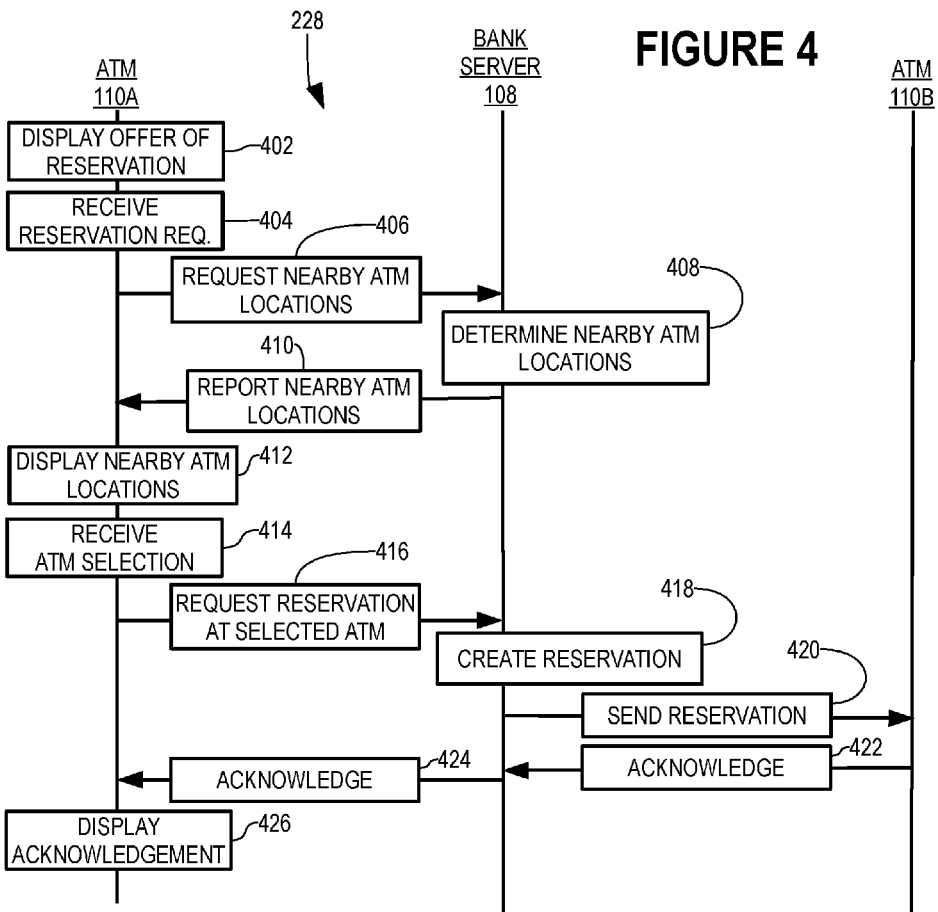 FIGURE 4
228
ATM
110A
BANK
SERVER
108
ATM
110B
DISPLAY OFFER OF
RESERVATION
402
RECEIVE
RESERVATION REQ.
404
406
REQUEST NEARBY ATM
LOCATIONS
408
DETERMINE NEARBY ATM
LOCATIONS
410
REPORT NEARBY ATM
LOCATIONS
DISPLAY NEARBY ATM
LOCATIONS
412
RECEIVE
ATM SELECTION
414
416
REQUEST RESERVATION
AT SELECTED ATM
418
CREATE RESERVATION
420
SEND RESERVATION
422
ACKNOWLEDGE
424
ACKNOWLEDGE
DISPLAY
ACKNOWLEDGEMENT
426